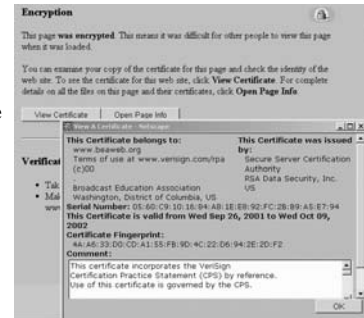 Encryption
This page was encrypted. This means it was difficult for other people to view this page
when it was loaded.
You can examine your copy of the certificate for this page and check the identity of the
web site. To see the certificate for this web site, click View Certificate. For complete
details on all the files on this page and their certificates, click Open Page Info.
View Certificate
Open Page Info
View A Certificate - Netscape
This Certificate belongs to:
www.beaweb.org
Terms of use at www.verisign.com/rpa
(c)00
Broadcast Education Association
Washington, District of Columbia, US
This Certificate was issued
by:
Secure Server Certification
Authority
RSA Data Security, Inc.
US
Serial Number: 05:60:C9:10:16:84:AB:1E:E8:92:FC:2B:89:A5:E7:94
This Certificate is valid from Wed Sep
26, 2001 to Wed Oct 09,
2002
Certificate Fingerprint:
4A:A6:33:D0:CD:A1:55:FB:9D:4C:22:D6:94:2E:2D:F2
Comment:
This certificate incorporates the VeriSign
Certification Practice Statement (CPS) by reference.
Use of this certificate is governed by the CPS.
OK
Verificat
Tak
Mal
www
e